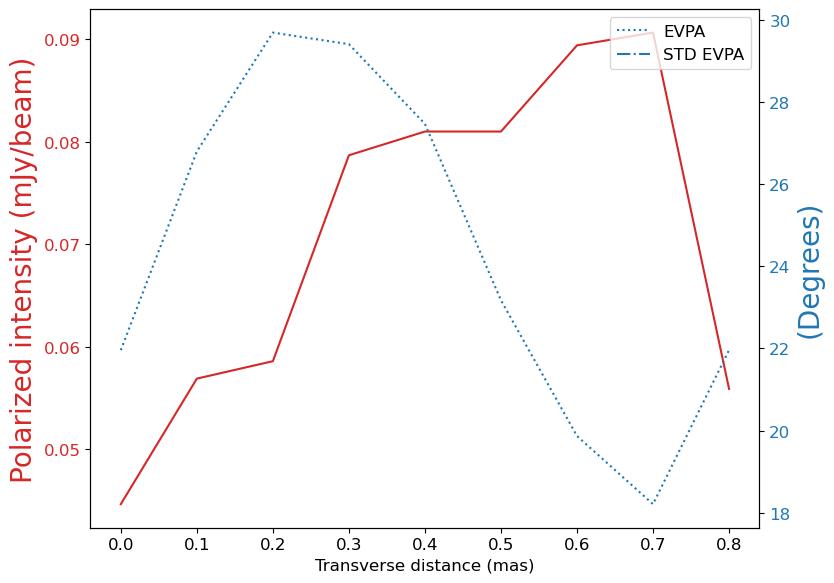 EVPA
STD EVPA
Polarized intensity (mJy/beam)
0.09
0.08
0.07
0.06
0.05
30
28
26
24
22
20
18
(Degrees)
0.0 0.1 0.2 0.3 0.4 0.5 0.6 0.7 0.8
Transverse distance (mas)